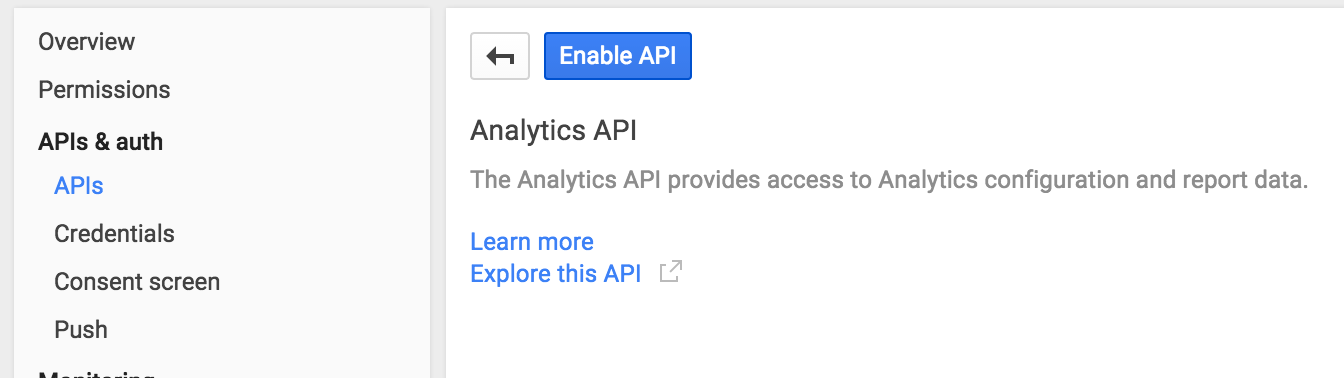 Overview
Permissions
APIs & auth
APIs
Credentials
Consent screen
Push
Monitoring
Enable API
Analytics API
The Analytics API provides access to Analytics configuration and report data.
Learn more
Explore this API